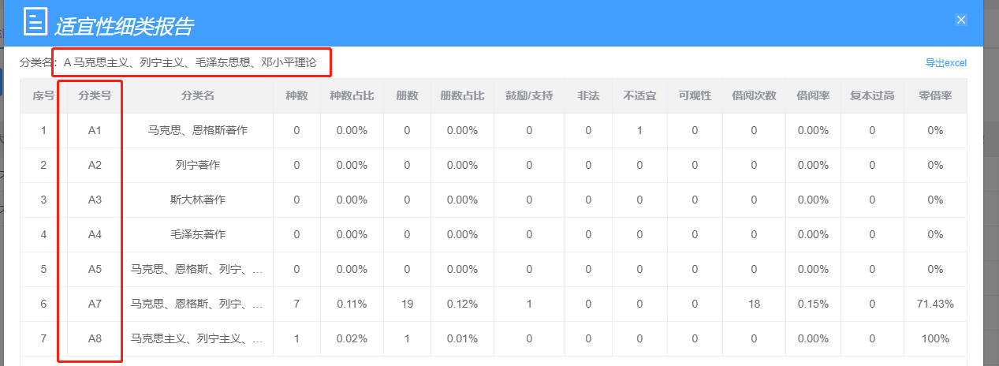 适宜性细类报告
分类名: A 马克思主义、列宁主义、毛泽东思想、邓小平理论
导出excel
序号 分类号 分类名 种数 种数占比 册数 册数占比 鼓励/支持 非法 不适宜 可观性 借阅次数 借阅率 复本过高 零借率
1 A1 马克思、恩格斯著作 0 0.00% 0 0.00% 0 0 1 0 0 0.00% 0 0%
2 A2 列宁著作 0 0.00% 0 0.00% 0 0 0 0 0 0.00% 0 0%
3 A3 斯大林著作 0 0.00% 0 0.00% 0 0 0 0 0 0.00% 0 0%
4 A4 毛泽东著作 0 0.00% 0 0.00% 0 0 0 0 0 0.00% 0 0%
5 A5 马克思、恩格斯、列宁、… 0 0.00% 0 0.00% 0 0 0 0 0 0.00% 0 0%
6 A7 马克思、恩格斯、列宁、… 7 0.11% 19 0.12% 1 0 0 0 18 0.15% 0 71.43%
7 A8 马克思主义、列宁主义、… 1 0.02% 1 0.01% 0 0 0 0 0 0.00% 0 100%